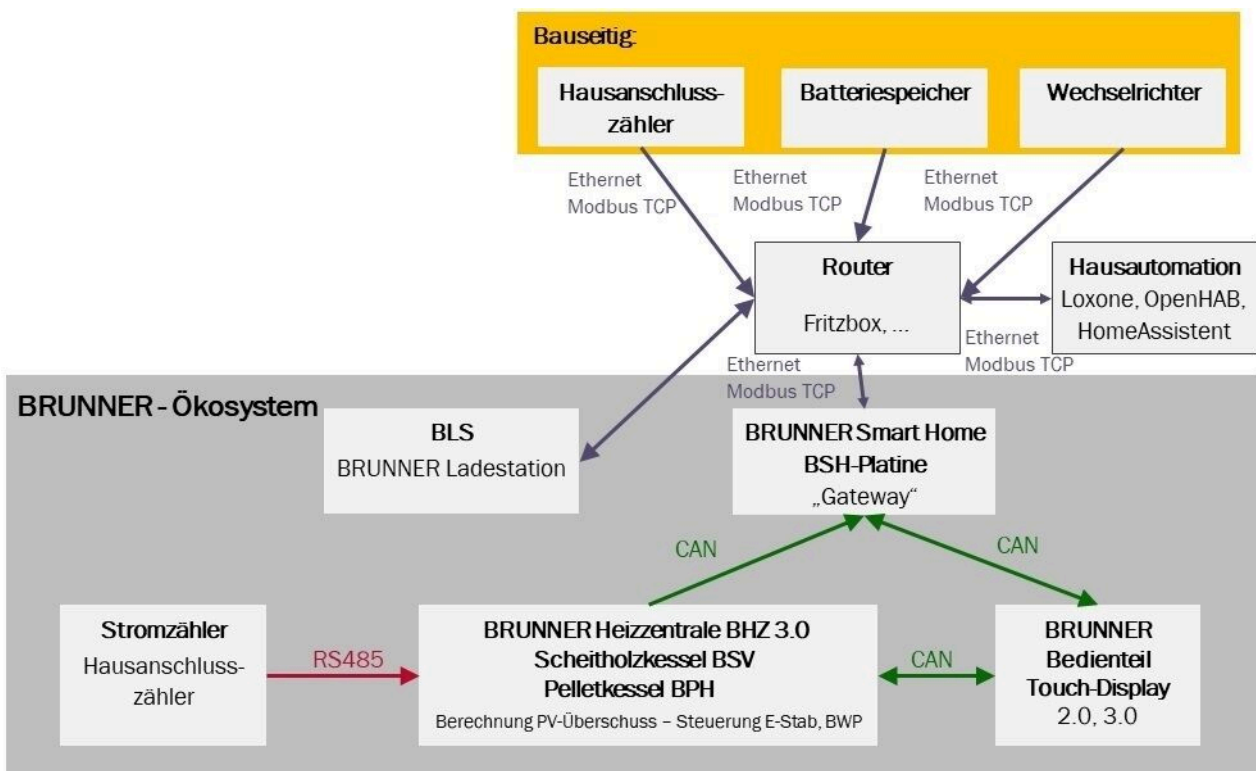 Bauseitig:
Hausanschluss-
zähler
Batteriespeicher
Wechselrichter
Ethernet
Modbus TCP
Ethernet
Modbus TCP
Ethernet
Modbus TCP
Router
Fritzbox, ...
Hausautomation
Loxone, OpenHAB,
HomeAssistent
Ethernet
Modbus TCP
Ethernet
Modbus TCP
BRUNNER - Ökosystem
BLS
BRUNNER Ladestation
BRUNNER Smart Home
BSH-Platine
„Gateway“
CAN
CAN
Stromzähler
Hausanschluss-
zähler
RS485
BRUNNER Heizzentrale BHZ 3.0
Scheitholzkessel BSV
Pelletkessel BPH
Berechnung PV-Überschuss – Steuerung E-Stab, BWP
CAN
BRUNNER
Bedienteil
Touch-Display
2.0, 3.0